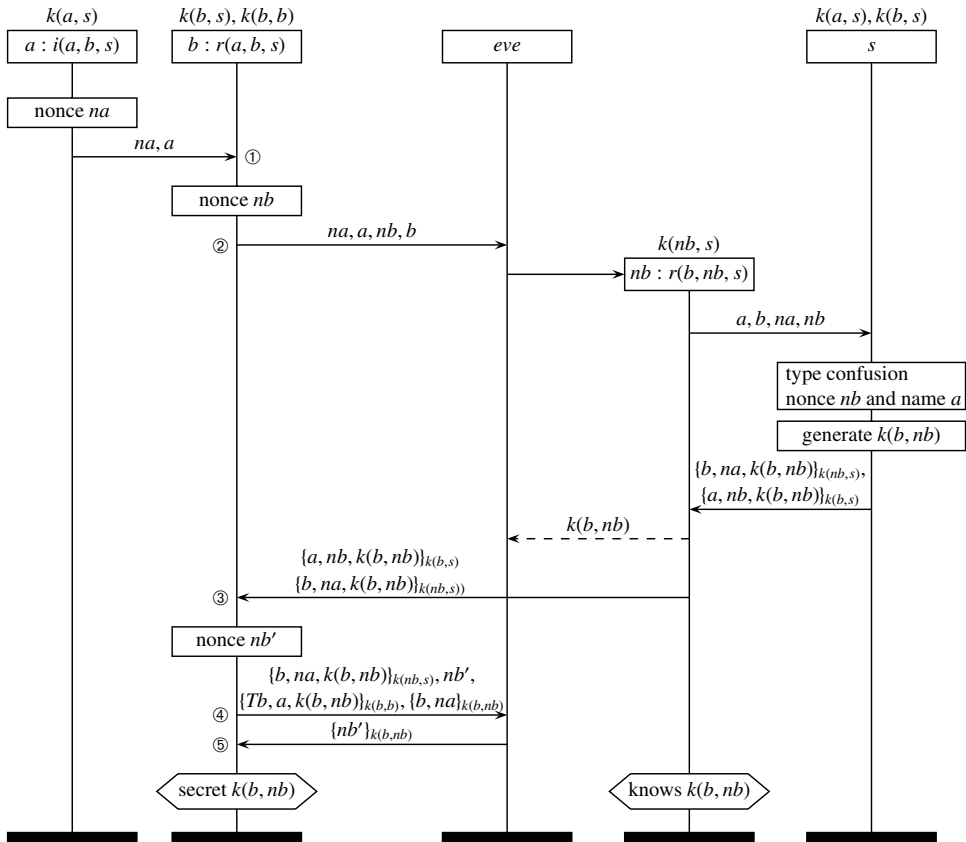 k(a, s)
k(b, s), k(b, b)
k(a, s), k(b, s)
a : i(a, b, s)
b : r(a, b, s)
eve
s
nonce na
na, a
①
nonce nb
②
na, a, nb, b
k(nb, s)
nb : r(b, nb, s)
a, b, na, nb
type confusion
nonce nb and name a
generate k(b, nb)
{b, na, k(b, nb)}k(nb,s),
{a, nb, k(b, nb)}k(b,s)
k(b, nb)
{a, nb, k(b, nb)}k(b,s)
{b, na, k(b, nb)}k(nb,s))
③
nonce nb′
{b, na, k(b, nb)}k(nb,s), nb′,
{Tb, a, k(b, nb)}k(b,b), {b, na}k(b,nb)
④
{nb′}k(b,nb)
⑤
secret k(b, nb)
knows k(b, nb)